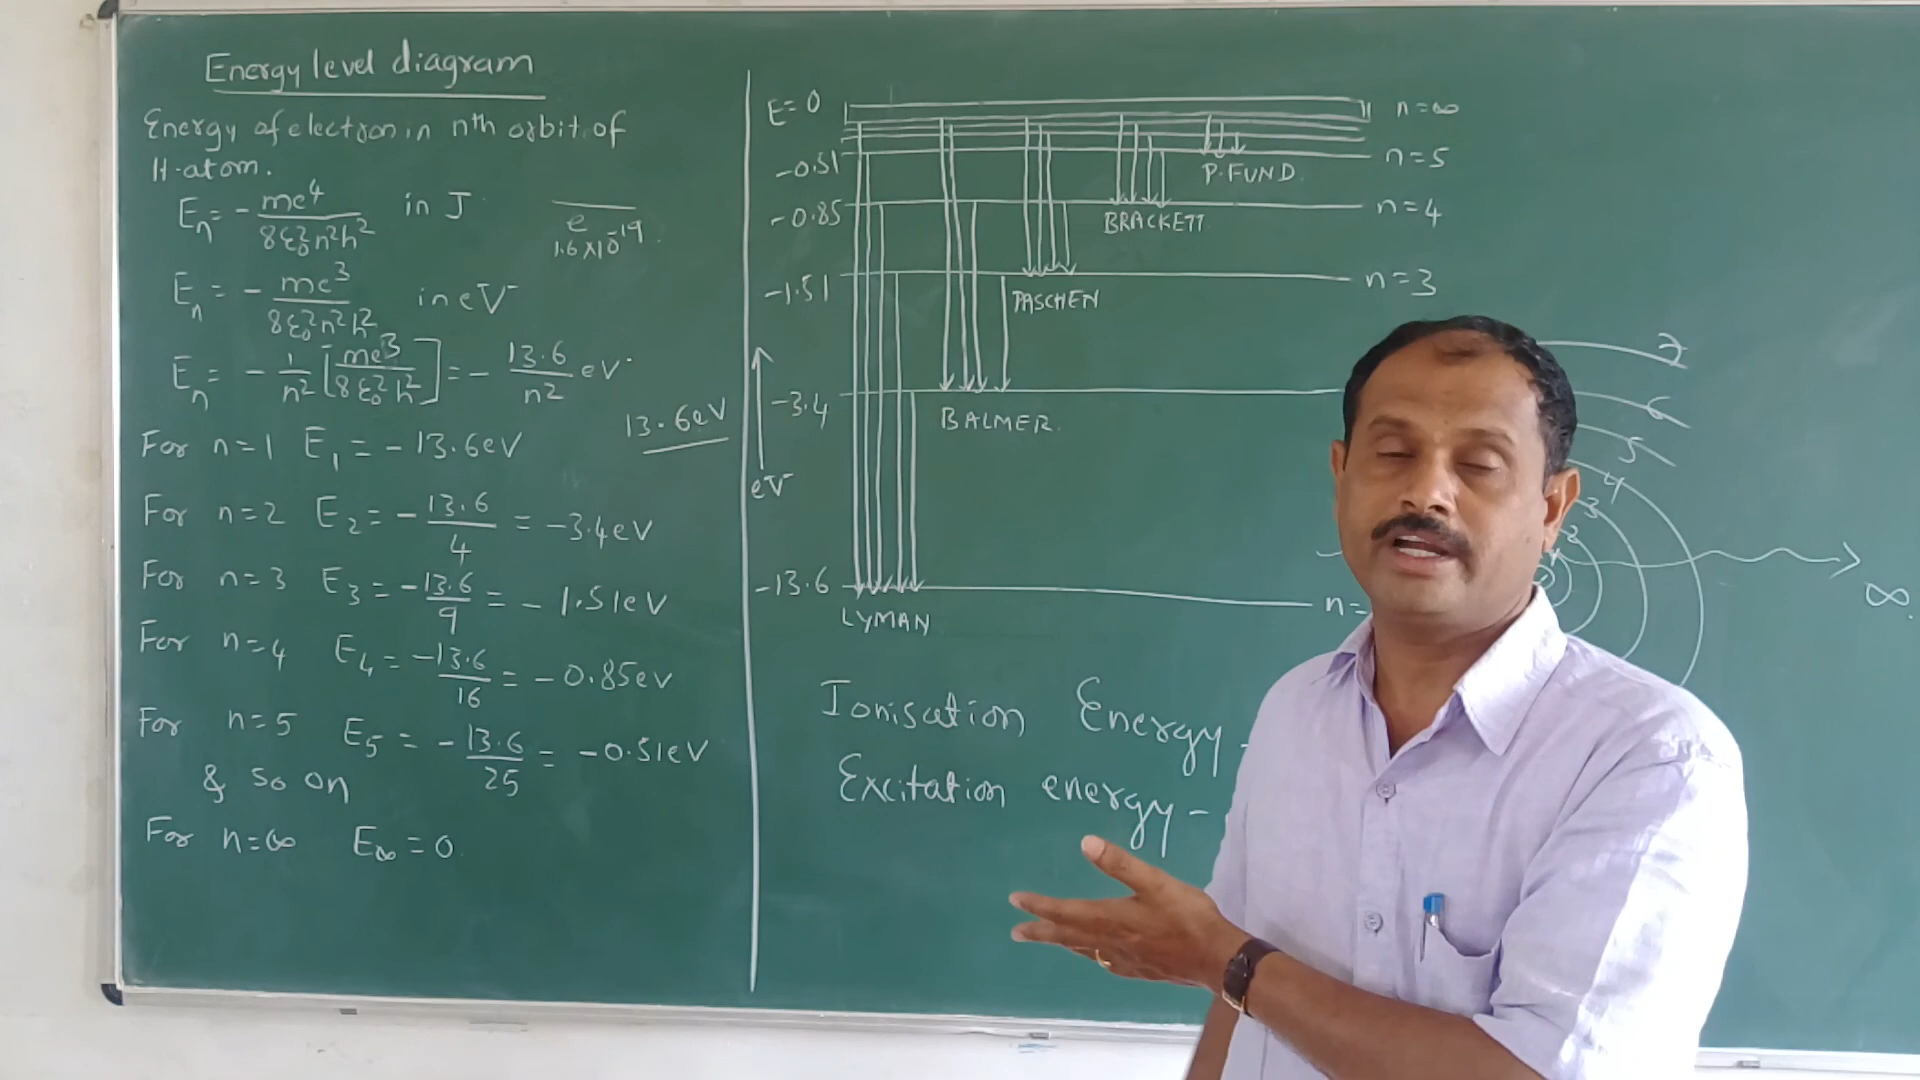 Energy level diagram
Energy of electron in nth orbit of
H-atom.
Eₙ = - me⁴ / 8ε₀²n²h² in J
e / 1.6×10⁻¹⁹
Eₙ = - me³ / 8ε₀²n²h² in eV
Eₙ = - 1/n² [me³ / 8ε₀²h²] = - 13.6 / n² eV
13.6eV
For n=1 E₁ = -13.6eV
For n=2 E₂ = -13.6 / 4 = -3.4eV
For n=3 E₃ = -13.6 / 9 = -1.51eV
For n=4 E₄ = -13.6 / 16 = -0.85eV
For n=5 E₅ = -13.6 / 25 = -0.51eV
& so on
For n=∞ E∞ = 0
E=0 n=∞
-0.51 n=5
P.FUND.
-0.85 n=4
BRACKETT
-1.51 n=3
PASCHEN
-3.4
BALMER.
eV
-13.6 n=
LYMAN
7
6
5
4
3
2
1
∞
Ionisation Energy -
Excitation energy -